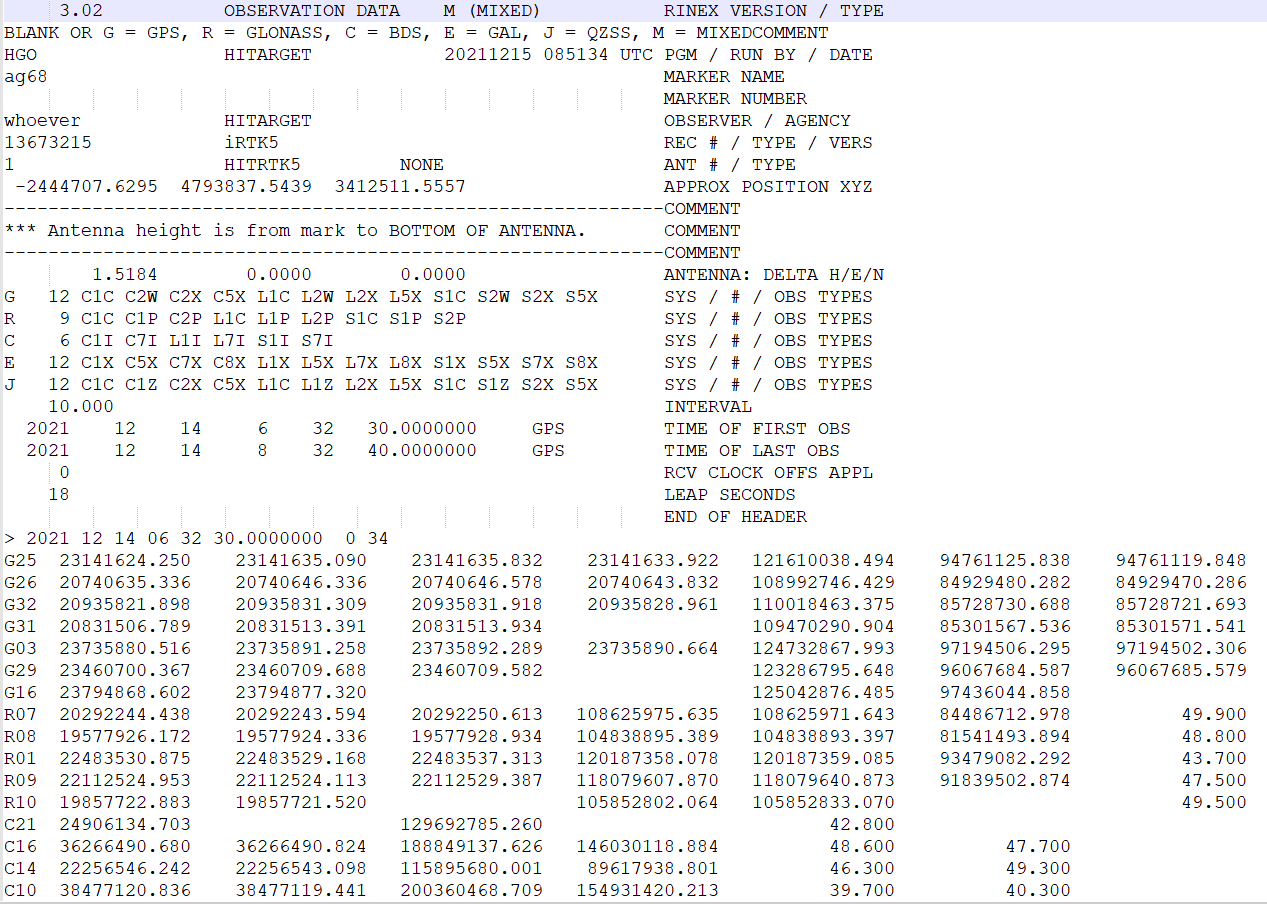 3.02           OBSERVATION DATA    M (MIXED)           RINEX VERSION / TYPE
BLANK OR G = GPS, R = GLONASS, C = BDS, E = GAL, J = QZSS, M = MIXEDCOMMENT
HGO                 HITARGET            20211215 085134 UTC PGM / RUN BY / DATE
ag68                                                        MARKER NAME
                                                            MARKER NUMBER
whoever             HITARGET                                OBSERVER / AGENCY
13673215            iRTK5                                   REC # / TYPE / VERS
1                   HITRTK5         NONE                    ANT # / TYPE
 -2444707.6295  4793837.5439  3412511.5557                  APPROX POSITION XYZ
------------------------------------------------------------COMMENT
*** Antenna height is from mark to BOTTOM OF ANTENNA.       COMMENT
------------------------------------------------------------COMMENT
        1.5184        0.0000        0.0000                  ANTENNA: DELTA H/E/N
G   12 C1C C2W C2X C5X L1C L2W L2X L5X S1C S2W S2X S5X      SYS / # / OBS TYPES
R    9 C1C C1P C2P L1C L1P L2P S1C S1P S2P                  SYS / # / OBS TYPES
C    6 C1I C7I L1I L7I S1I S7I                              SYS / # / OBS TYPES
E   12 C1X C5X C7X C8X L1X L5X L7X L8X S1X S5X S7X S8X      SYS / # / OBS TYPES
J   12 C1C C1Z C2X C5X L1C L1Z L2X L5X S1C S1Z S2X S5X      SYS / # / OBS TYPES
    10.000                                                  INTERVAL
  2021    12    14     6    32   30.0000000     GPS         TIME OF FIRST OBS
  2021    12    14     8    32   40.0000000     GPS         TIME OF LAST OBS
     0                                                      RCV CLOCK OFFS APPL
    18                                                      LEAP SECONDS
                                                            END OF HEADER
> 2021 12 14 06 32 30.0000000  0 34
G25  23141624.250    23141635.090    23141635.832    23141633.922   121610038.494    94761125.838    94761119.848
G26  20740635.336    20740646.336    20740646.578    20740643.832   108992746.429    84929480.282    84929470.286
G32  20935821.898    20935831.309    20935831.918    20935828.961   110018463.375    85728730.688    85728721.693
G31  20831506.789    20831513.391    20831513.934                   109470290.904    85301567.536    85301571.541
G03  23735880.516    23735891.258    23735892.289    23735890.664   124732867.993    97194506.295    97194502.306
G29  23460700.367    23460709.688    23460709.582                   123286795.648    96067684.587    96067685.579
G16  23794868.602    23794877.320                                   125042876.485    97436044.858
R07  20292244.438    20292243.594    20292250.613   108625975.635   108625971.643    84486712.978          49.900
R08  19577926.172    19577924.336    19577928.934   104838895.389   104838893.397    81541493.894          48.800
R01  22483530.875    22483529.168    22483537.313   120187358.078   120187359.085    93479082.292          43.700
R09  22112524.953    22112524.113    22112529.387   118079607.870   118079640.873    91839502.874          47.500
R10  19857722.883    19857721.520                   105852802.064   105852833.070                          49.500
C21  24906134.703                   129692785.260                          42.800
C16  36266490.680    36266490.824   188849137.626   146030118.884          48.600          47.700
C14  22256546.242    22256543.098   115895680.001    89617938.801          46.300          49.300
C10  38477120.836    38477119.441   200360468.709   154931420.213          39.700          40.300